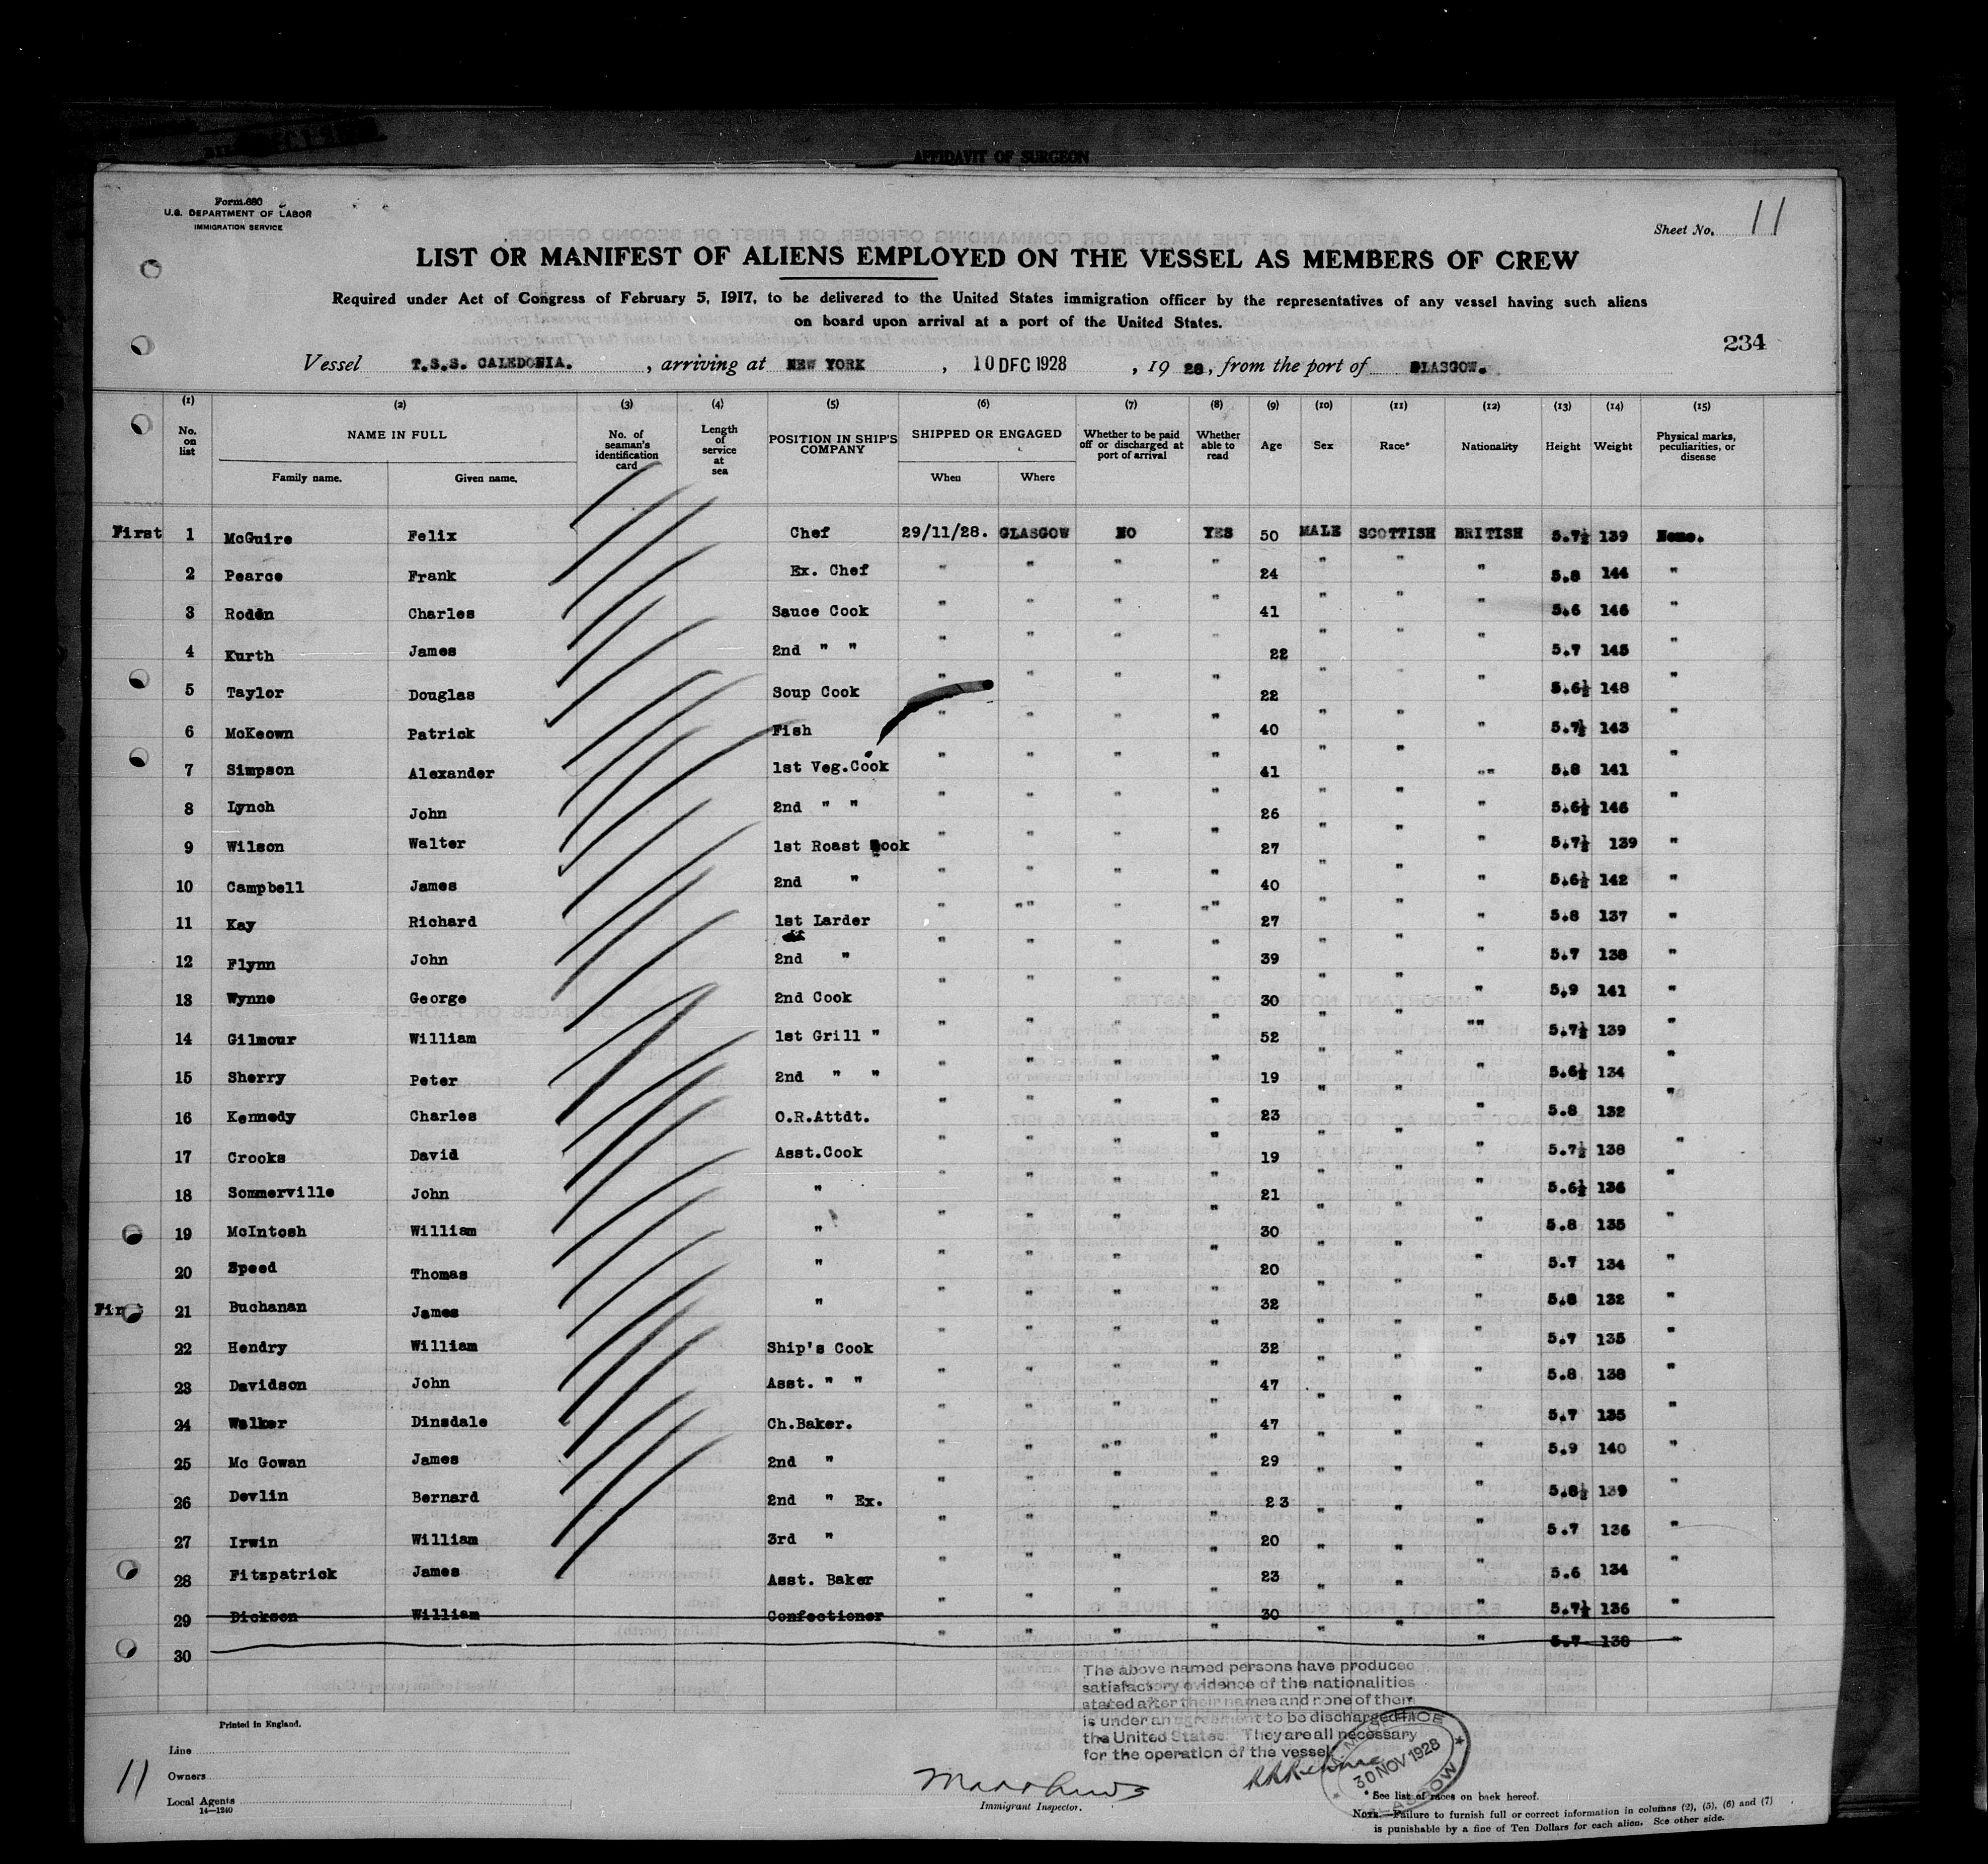 AFFIDAVIT OF SURGEON
Form 680
U.S. DEPARTMENT OF LABOR
IMMIGRATION SERVICE
Sheet No. 11
LIST OR MANIFEST OF ALIENS EMPLOYED ON THE VESSEL AS MEMBERS OF CREW
Required under Act of Congress of February 5, 1917, to be delivered to the United States immigration officer by the representatives of any vessel having such aliens
on board upon arrival at a port of the United States.
234
Vessel T.S.S. CALEDONIA. , arriving at NEW YORK , 10 DEC 1928 , 19 28, from the port of GLASGOW.
(1) (2) (3) (4) (5) (6) (7) (8) (9) (10) (11) (12) (13) (14) (15)
No. on list NAME IN FULL Family name. Given name. No. of seaman's identification card Length of service at sea POSITION IN SHIP'S COMPANY SHIPPED OR ENGAGED When Where Whether to be paid off or discharged at port of arrival Whether able to read Age Sex Race* Nationality Height Weight Physical marks, peculiarities, or disease
First 1 McGuire Felix Chef 29/11/28. GLASGOW NO YES 50 MALE SCOTTISH BRITISH 5.7½ 139 None.
2 Pearce Frank Ex. Chef " " " " 24 " " " 5.8 144 "
3 Roden Charles Sauce Cook " " " " 41 " " " 5.6 146 "
4 Kurth James 2nd " " " " " " 22 " " " 5.7 145 "
5 Taylor Douglas Soup Cook " " " " 22 " " " 5.6½ 148 "
6 McKeown Patrick Fish " " " " 40 " " " 5.7½ 143 "
7 Simpson Alexander 1st Veg.Cook " " " " 41 " " "" 5.8 141 "
8 Lynch John 2nd " " " " " " 26 " " " 5.6½ 146 "
9 Wilson Walter 1st Roast Cook " " " " 27 " " " 5.7½ 139 "
10 Campbell James 2nd " " " " " 40 " " " 5.6½ 142 "
11 Kay Richard 1st Larder " "" " "" 27 " " " 5.8 137 "
12 Flynn John 2nd " " " " " 39 " " " 5.7 138 "
13 Wynne George 2nd Cook " " " " 30 " " " 5.9 141 "
14 Gilmour William 1st Grill " " " " " 52 " " "" 5.7½ 139 "
15 Sherry Peter 2nd " " " " " " 19 " " " 5.6½ 134 "
16 Kennedy Charles O.R.Attdt. " " " " 23 " " " 5.8 132 "
17 Crooks David Asst.Cook " " " " 19 " " " 5.7½ 138 "
18 Sommerville John " " " " " 21 " " " 5.6½ 136 "
19 McIntosh William " " " " " 30 " " " 5.8 135 "
20 Speed Thomas " " " " " 20 " " " 5.7 134 "
First 21 Buchanan James " " " " " 32 " " " 5.8 132 "
22 Hendry William Ship's Cook " " " " 32 " " " 5.7 135 "
23 Davidson John Asst. " " " " " " 47 " " " 5.8 138 "
24 Walker Dinsdale Ch.Baker. " " " " 47 " " " 5.7 135 "
25 Mc Gowan James 2nd " " " "" " 29 " " " 5.9 140 "
26 Devlin Bernard 2nd " Ex. " " " " 23 " " " 5.8½ 139 "
27 Irwin William 3rd " " " " " 20 " " " 5.7 136 "
28 Fitzpatrick James Asst. Baker " " " " 23 " " " 5.6 134 "
29 Dickson William Confectioner " " " " 30 " " " 5.7½ 136 "
30 " " " " " " " 5.7 138 "
The above named persons have produced
satisfactory evidence of the nationalities
stated after their names and none of them
is under an agreement to be discharged in
the United States. They are all necessary
for the operation of the vessel.
30 NOV 1928
GLASGOW
Printed in England.
Line
Owners
Local Agents
14—1240
11
Immigrant Inspector.
* See list of races on back hereof.
NOTE.—Failure to furnish full or correct information in columns (2), (5), (6) and (7)
is punishable by a fine of Ten Dollars for each alien. See other side.